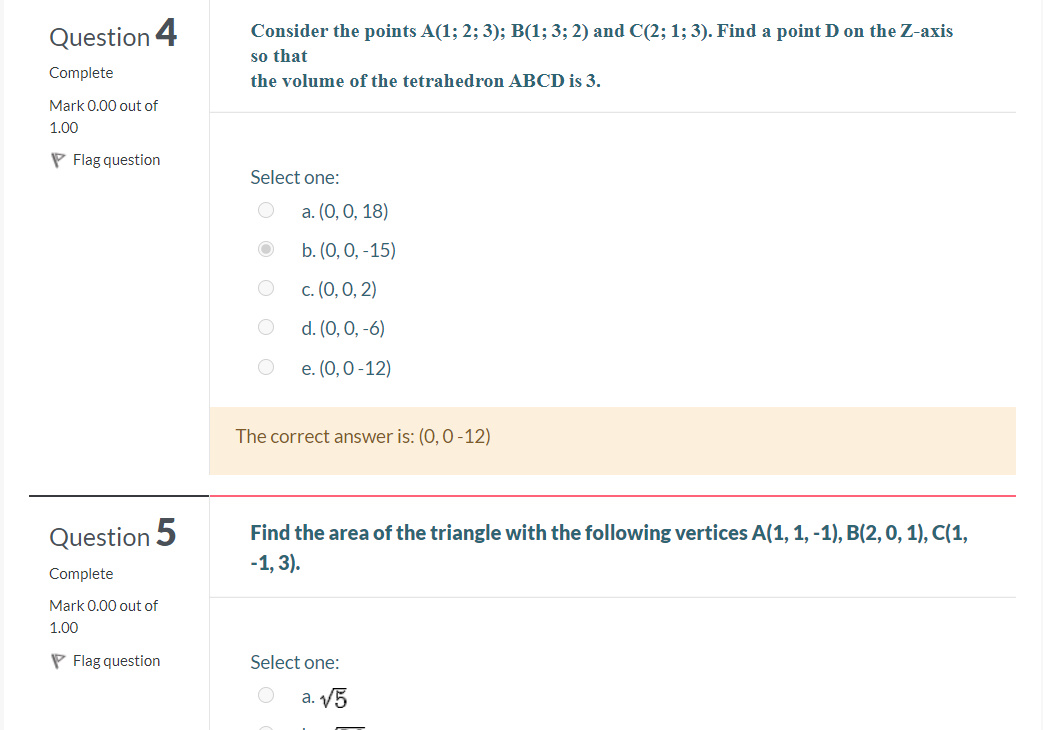 Question 4
Complete
Mark 0.00 out of
1.00
Flag question
Consider the points A(1; 2; 3); B(1; 3; 2) and C(2; 1; 3). Find a point D on the Z-axis
so that
the volume of the tetrahedron ABCD is 3.
Select one:
a. (0, 0, 18)
b. (0, 0, -15)
c. (0, 0, 2)
d. (0, 0, -6)
e. (0, 0 -12)
The correct answer is: (0, 0 -12)
Question 5
Complete
Mark 0.00 out of
1.00
Flag question
Find the area of the triangle with the following vertices A(1, 1, -1), B(2, 0, 1), C(1,
-1, 3).
Select one:
a. √5